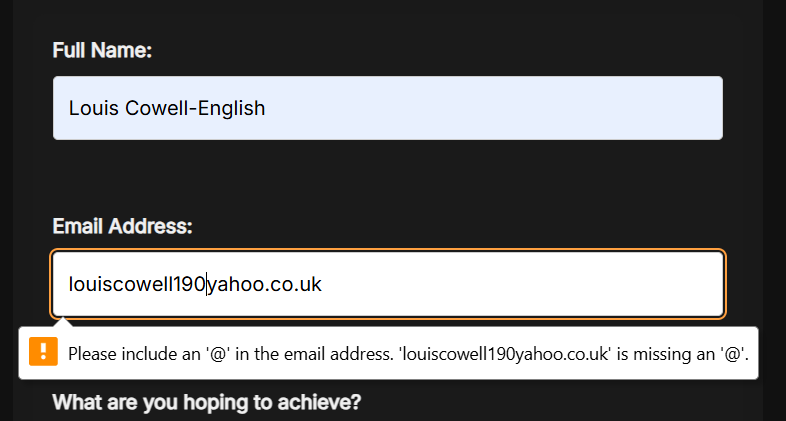 Full Name:
Louis Cowell-English
Email Address:
louiscowell190yahoo.co.uk
Please include an '@' in the email address. 'louiscowell190yahoo.co.uk' is missing an '@'.
What are you hoping to achieve?